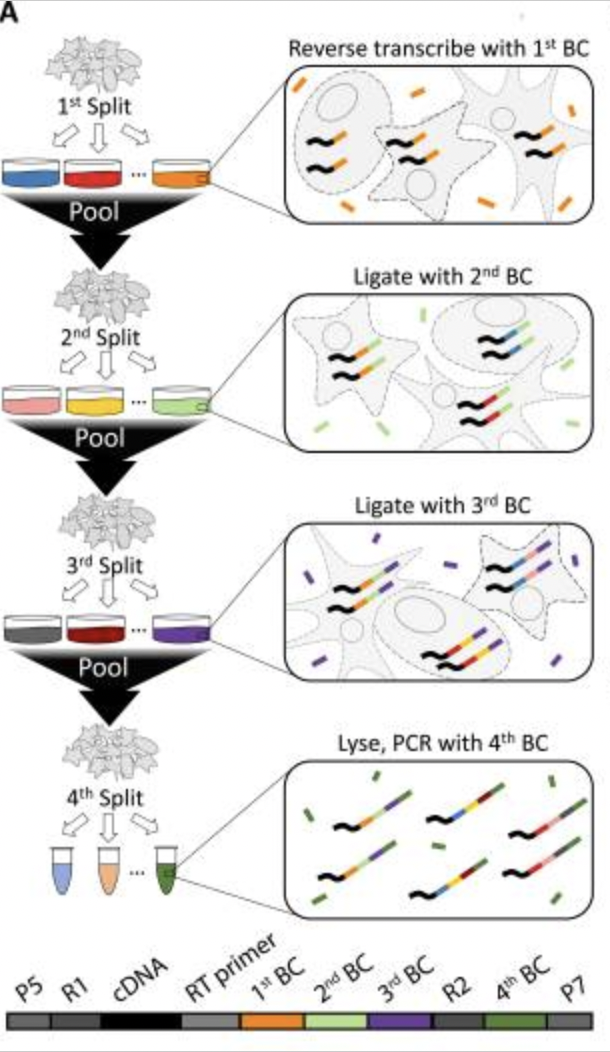 A
Reverse transcribe with 1st BC
1st Split
...
Pool
Ligate with 2nd BC
2nd Split
...
Pool
Ligate with 3rd BC
3rd Split
...
Pool
Lyse, PCR with 4th BC
4th Split
...
P5 R1 cDNA RT primer 1st BC 2nd BC 3rd BC R2 4th BC P7